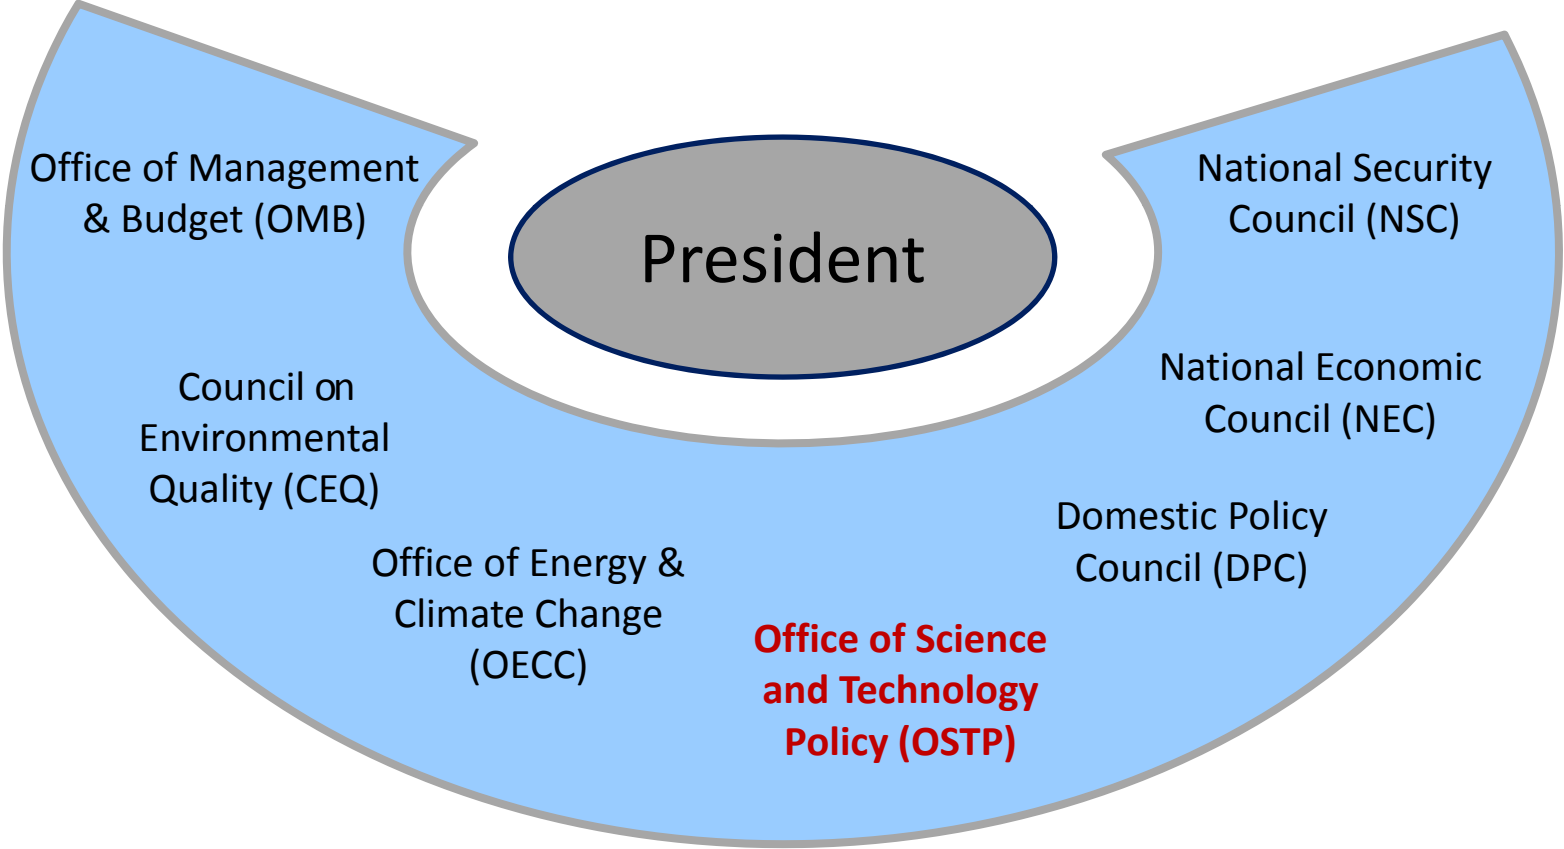 Office of Management
& Budget (OMB)
National Security
Council (NSC)
President
Council on
Environmental
Quality (CEQ)
National Economic
Council (NEC)
Office of Energy &
Climate Change
(OECC)
Domestic Policy
Council (DPC)
Office of Science
and Technology
Policy (OSTP)